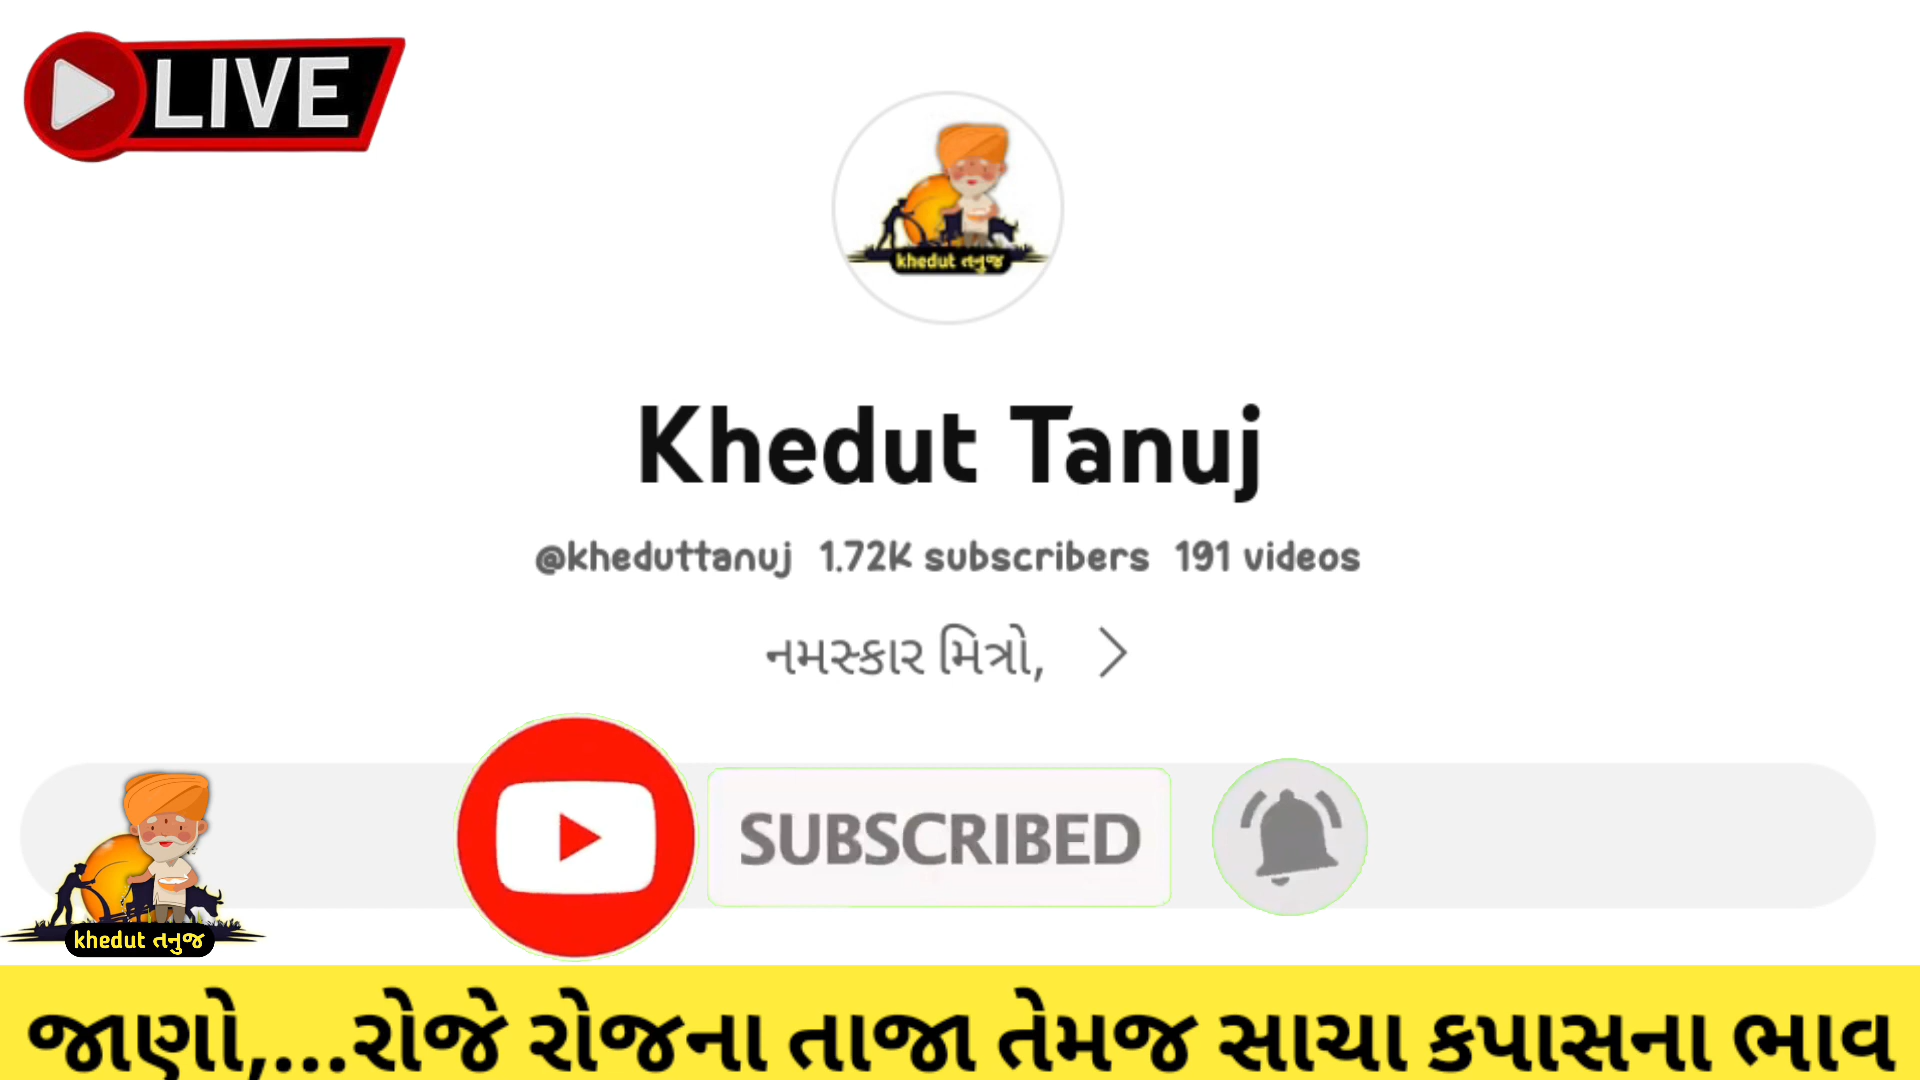 LIVE
khedut તનુજ
Khedut Tanuj
@kheduttanuj 1.72K subscribers 191 videos
નમસ્કાર મિત્રો,
SUBSCRIBED
khedut તનુજ
જાણો,...રોજે રોજના તાજા તેમજ સાચા કપાસના ભાવ